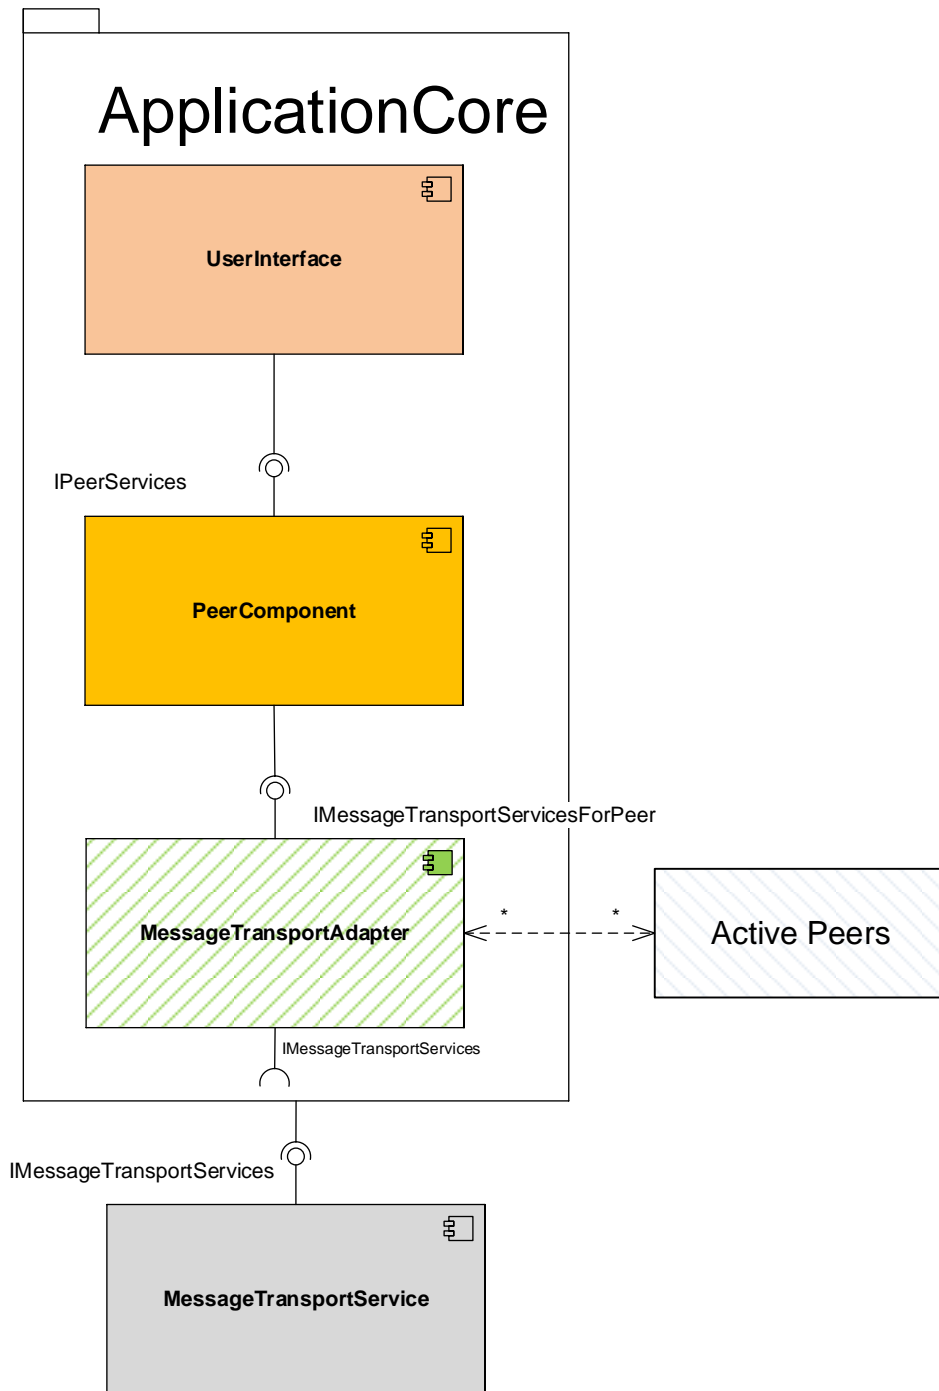 ApplicationCore
UserInterface
IPeerServices
PeerComponent
IMessageTransportServicesForPeer
MessageTransportAdapter
* *
Active Peers
IMessageTransportServices
IMessageTransportServices
MessageTransportService